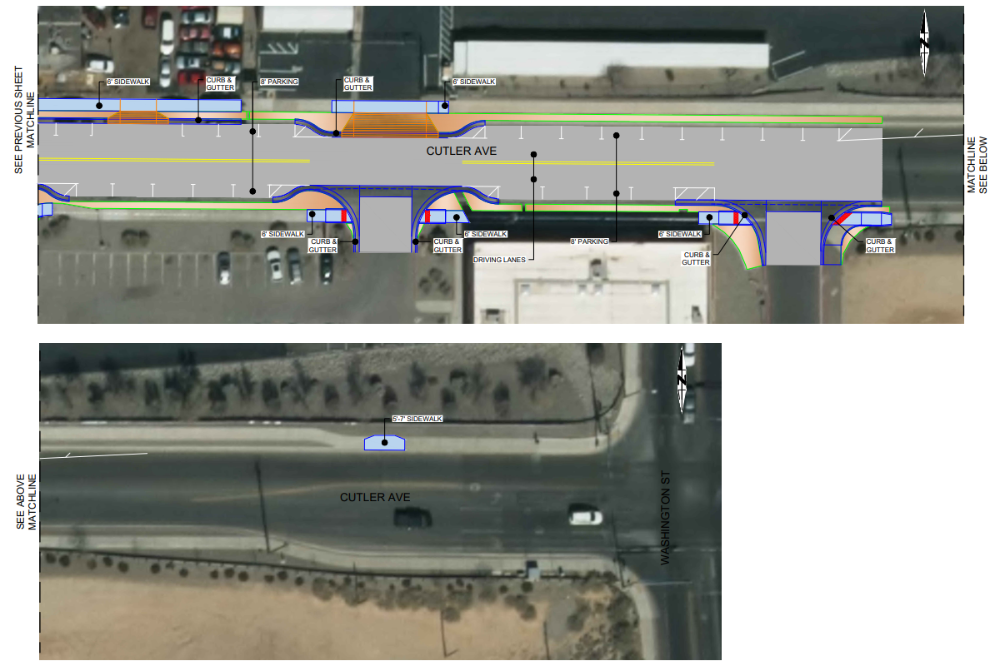 6' SIDEWALK
CURB &
GUTTER
8' PARKING
CURB &
GUTTER
6' SIDEWALK
N
SEE PREVIOUS SHEET
MATCHLINE
CUTLER AVE
MATCHLINE
SEE BELOW
6' SIDEWALK
CURB &
GUTTER
CURB &
GUTTER
6' SIDEWALK
DRIVING LANES
8' PARKING
6' SIDEWALK
CURB &
GUTTER
CURB &
GUTTER
N
5'-7' SIDEWALK
SEE ABOVE
MATCHLINE
CUTLER AVE
WASHINGTON ST